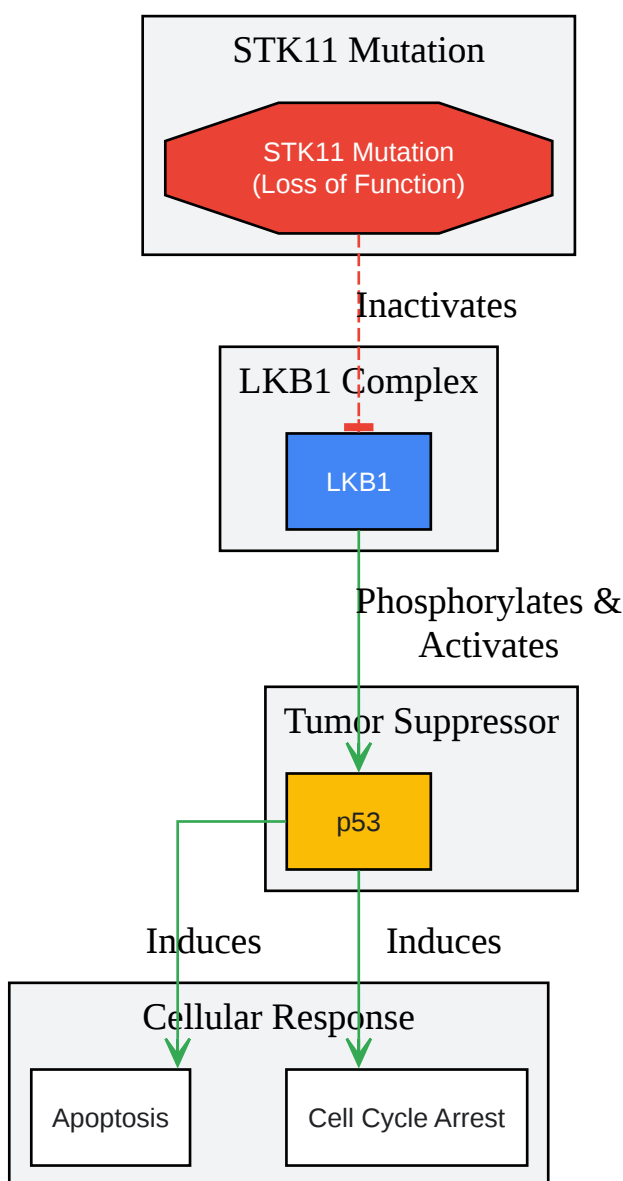 STK11 Mutation
STK11 Mutation
(Loss of Function)
Inactivates
LKB1 Complex
LKB1
Phosphorylates &
Activates
Tumor Suppressor
p53
Induces
Induces
Cellular Response
Apoptosis
Cell Cycle Arrest